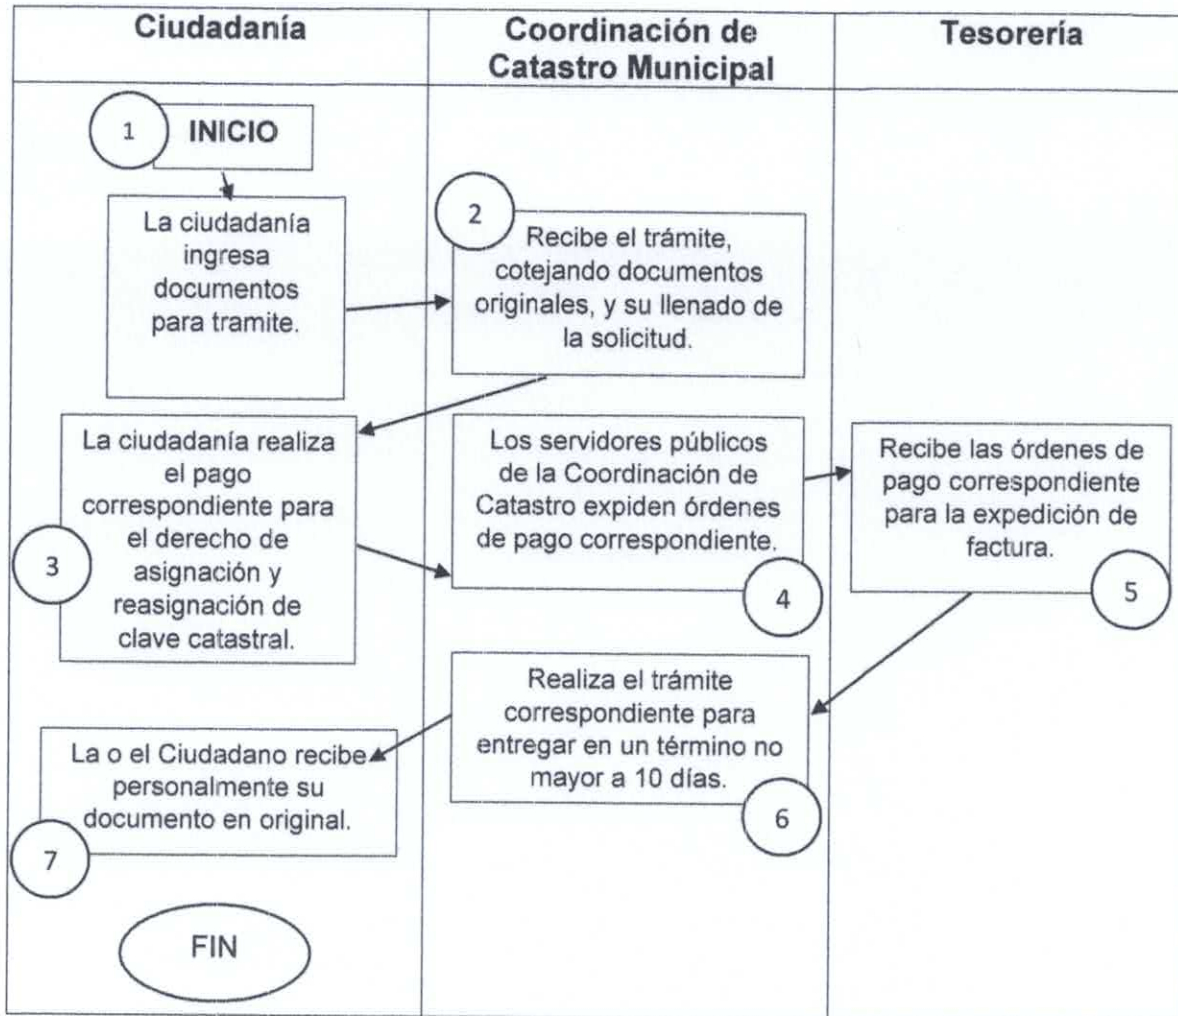 Ciudadanía
Coordinación de
Catastro Municipal
Tesorería
1
INICIO
La ciudadanía
ingresa
documentos
para tramite.
2
Recibe el trámite,
cotejando documentos
originales, y su llenado de
la solicitud.
La ciudadanía realiza
el pago
correspondiente para
el derecho de
asignación y
reasignación de
clave catastral.
3
Los servidores públicos
de la Coordinación de
Catastro expiden órdenes
de pago correspondiente.
4
Recibe las órdenes de
pago correspondiente
para la expedición de
factura.
5
Realiza el trámite
correspondiente para
entregar en un término no
mayor a 10 días.
6
La o el Ciudadano recibe
personalmente su
documento en original.
7
FIN